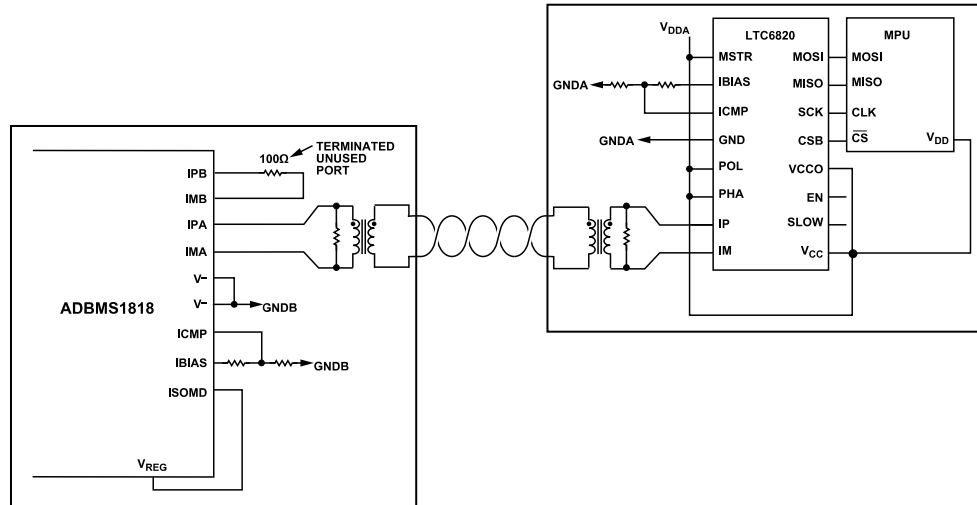 VDDA
LTC6820
MPU
MSTR
MOSI
MOSI
GNDA
IBIAS
MISO
MISO
ICMP
SCK
CLK
GNDA
GND
CSB
CS
VDD
POL
VCCO
PHA
EN
IP
SLOW
IM
VCC
100Ω
TERMINATED
UNUSED
PORT
IPB
IMB
IPA
IMA
V–
V–
GNDB
ADBMS1818
ICMP
IBIAS
GNDB
ISOMD
VREG